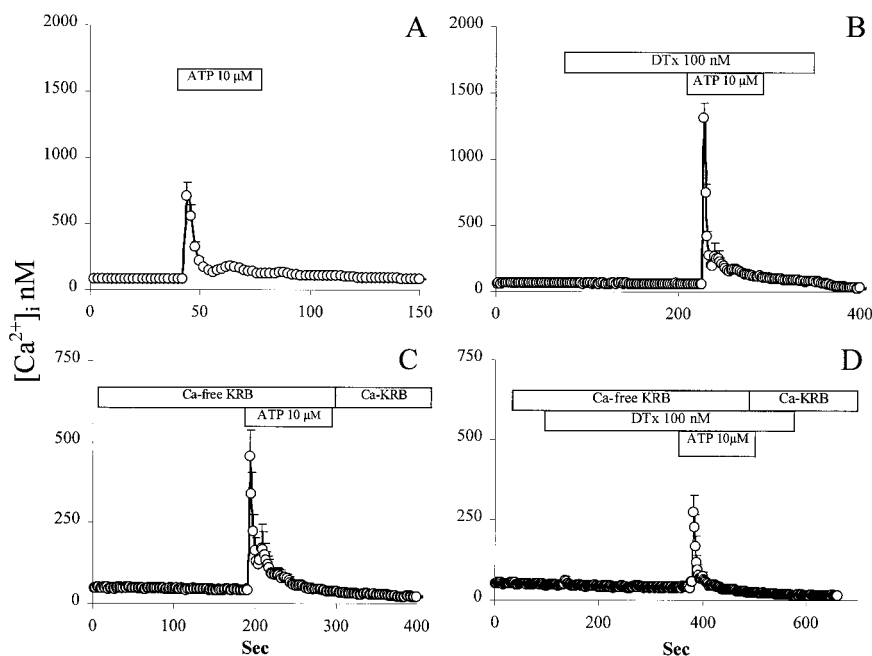 [Ca2+]i nM
A
2000
1500
1000
500
0
ATP 10 µM
0 50 100 150
B
2000
1500
1000
500
0
DTx 100 nM
ATP 10 µM
0 200 400
C
750
500
250
0
Ca-free KRB Ca-KRB
ATP 10 µM
0 100 200 300 400
Sec
D
750
500
250
0
Ca-free KRB Ca-KRB
DTx 100 nM
ATP 10µM
0 200 400 600
Sec